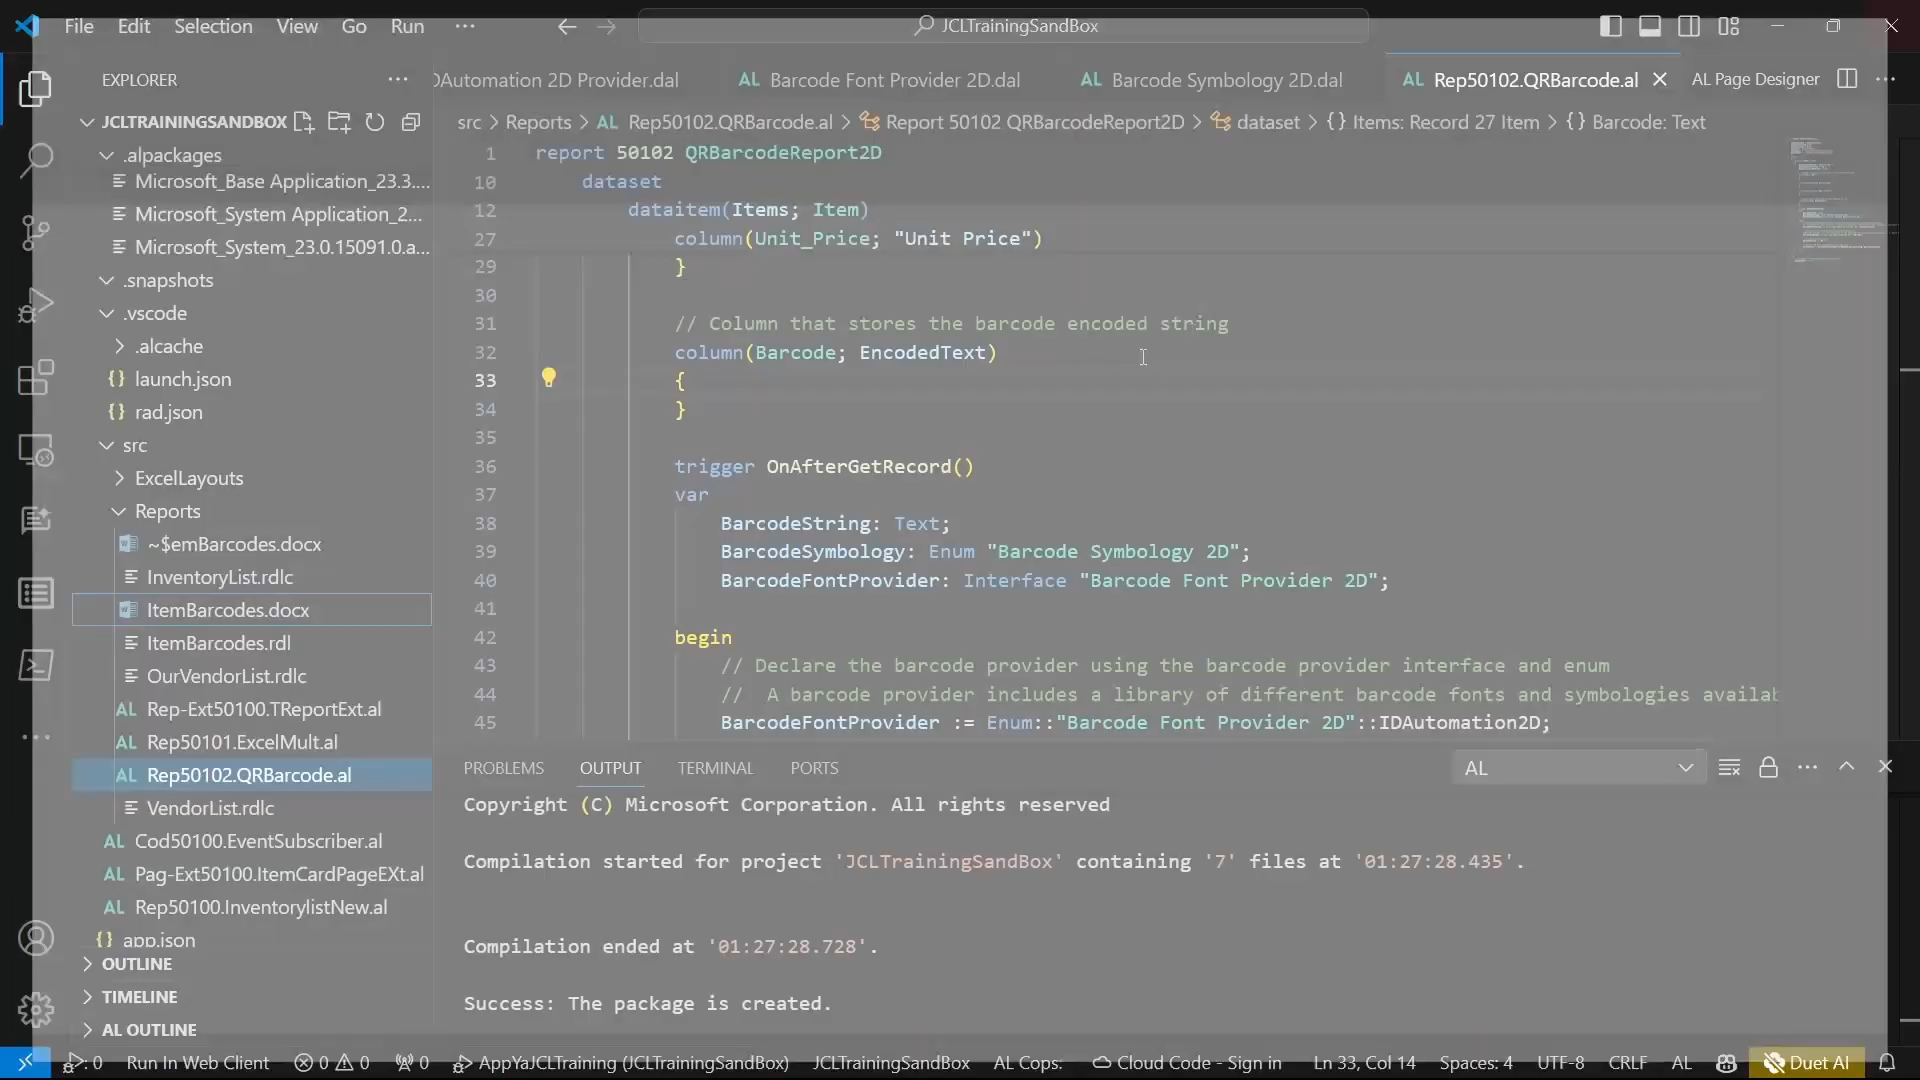 File Edit Selection View Go Run ··· JCLTrainingSandBox
EXPLORER ···
JCLTRAININGSANDBOX
.alpackages
Microsoft_Base Application_23.3....
Microsoft_System Application_2...
Microsoft_System_23.0.15091.0.a...
.snapshots
.vscode
.alcache
launch.json
rad.json
src
ExcelLayouts
Reports
~$emBarcodes.docx
InventoryList.rdlc
ItemBarcodes.docx
ItemBarcodes.rdl
OurVendorList.rdlc
AL Rep-Ext50100.TReportExt.al
AL Rep50101.ExcelMult.al
AL Rep50102.QRBarcode.al
VendorList.rdlc
AL Cod50100.EventSubscriber.al
AL Pag-Ext50100.ItemCardPageEXt.al
AL Rep50100.InventorylistNew.al
{} app.json
OUTLINE
TIMELINE
AL OUTLINE
DAutomation 2D Provider.dal AL Barcode Font Provider 2D.dal AL Barcode Symbology 2D.dal AL Rep50102.QRBarcode.al AL Page Designer ···
src > Reports > AL Rep50102.QRBarcode.al > Report 50102 QRBarcodeReport2D > dataset > {} Items: Record 27 Item > {} Barcode: Text
1 report 50102 QRBarcodeReport2D
10 dataset
12 dataitem(Items; Item)
27 column(Unit_Price; "Unit Price")
29 }
30
31 // Column that stores the barcode encoded string
32 column(Barcode; EncodedText)
33 {
34 }
35
36 trigger OnAfterGetRecord()
37 var
38 BarcodeString: Text;
39 BarcodeSymbology: Enum "Barcode Symbology 2D";
40 BarcodeFontProvider: Interface "Barcode Font Provider 2D";
41
42 begin
43 // Declare the barcode provider using the barcode provider interface and enum
44 // A barcode provider includes a library of different barcode fonts and symbologies availab
45 BarcodeFontProvider := Enum::"Barcode Font Provider 2D"::IDAutomation2D;
PROBLEMS OUTPUT TERMINAL PORTS AL
Copyright (C) Microsoft Corporation. All rights reserved
Compilation started for project 'JCLTrainingSandBox' containing '7' files at '01:27:28.435'.
Compilation ended at '01:27:28.728'.
Success: The package is created.
: 0 Run In Web Client 0 0 0 AppYaJCLTraining (JCLTrainingSandBox) JCLTrainingSandBox AL Cops: Cloud Code - Sign in Ln 33, Col 14 Spaces: 4 UTF-8 CRLF AL Duet AI